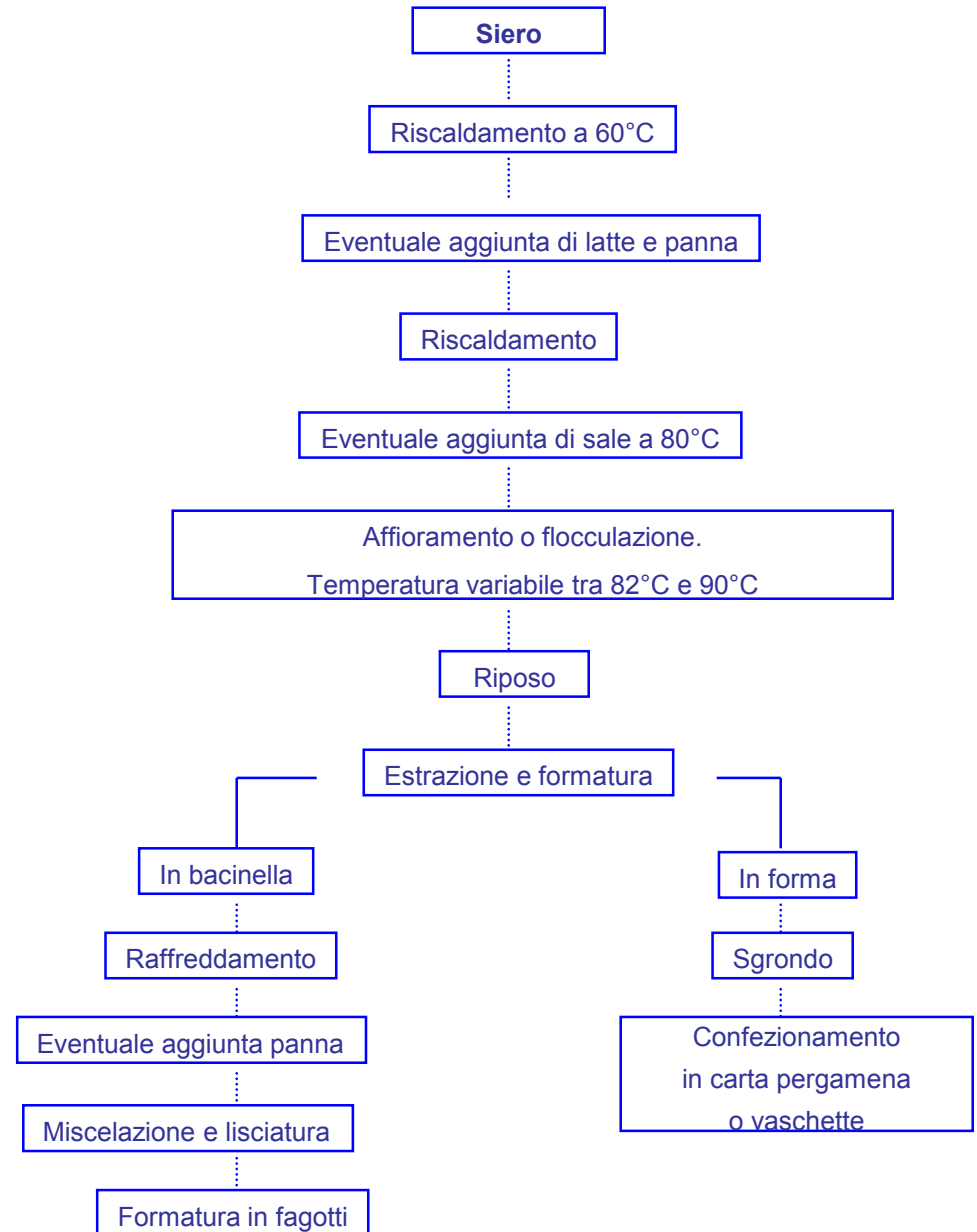 Siero
Riscaldamento a 60°C
Eventuale aggiunta di latte e panna
Riscaldamento
Eventuale aggiunta di sale a 80°C
Affioramento o flocculazione.
Temperatura variabile tra 82°C e 90°C
Riposo
Estrazione e formatura
In bacinella
Raffreddamento
Eventuale aggiunta panna
Miscelazione e lisciatura
Formatura in fagotti
In forma
Sgrondo
Confezionamento
in carta pergamena
o vaschette